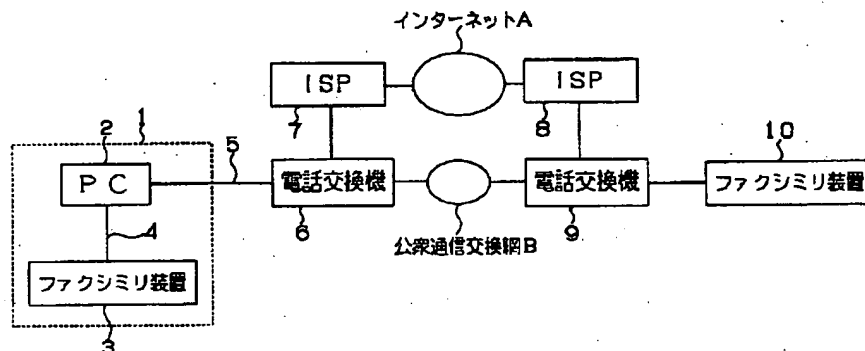 インターネットA
ISP
ISP
7
8
1
2
5
10
PC
電話交換機
電話交換機
ファクシミリ装置
6
9
4
公衆通信交換網B
ファクシミリ装置
3